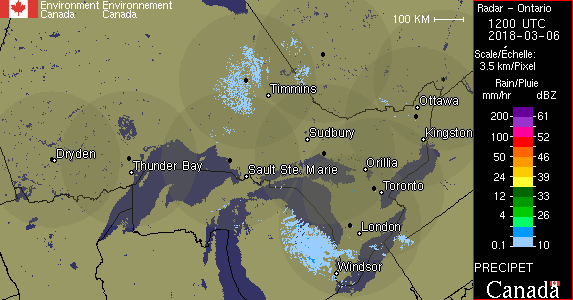 Environment Environnement
Canada Canada
100 KM
Timmins
Ottawa
Sudbury
Kingston
Dryden
Thunder Bay
Sault Ste. Marie
Orillia
Toronto
London
Windsor
Radar - Ontario
1200 UTC
2018-03-06
Scale/Échelle:
3.5 km/Pixel
Rain/Pluie
mm/hr dBZ
200 61
100 52
50 46
24 39
12 33
4 26
0.1 10
PRECIPET
Canada